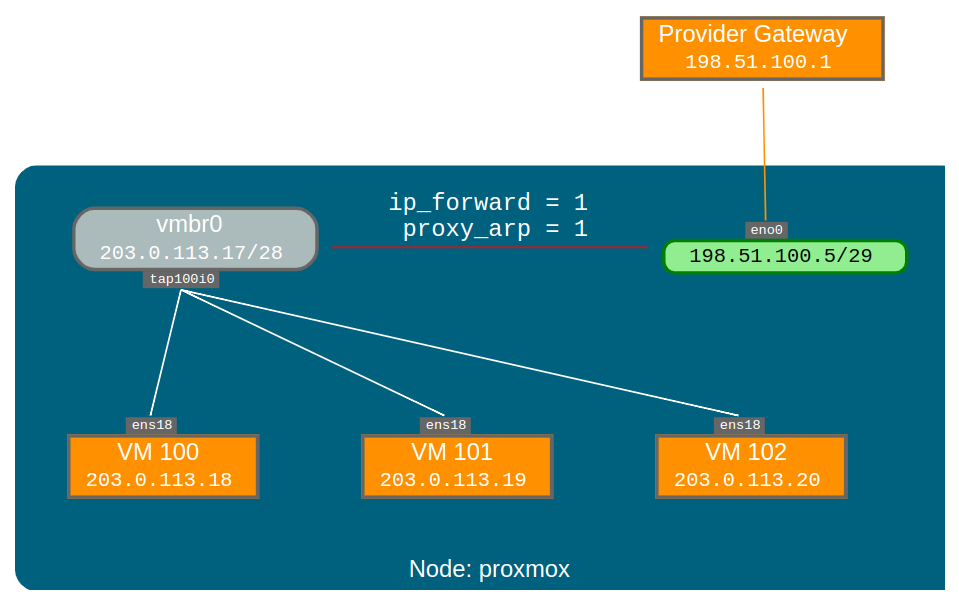 Provider Gateway
198.51.100.1
ip_forward = 1
proxy_arp = 1
vmbr0
203.0.113.17/28
tap100i0
eno0
198.51.100.5/29
ens18
VM 100
203.0.113.18
ens18
VM 101
203.0.113.19
ens18
VM 102
203.0.113.20
Node: proxmox